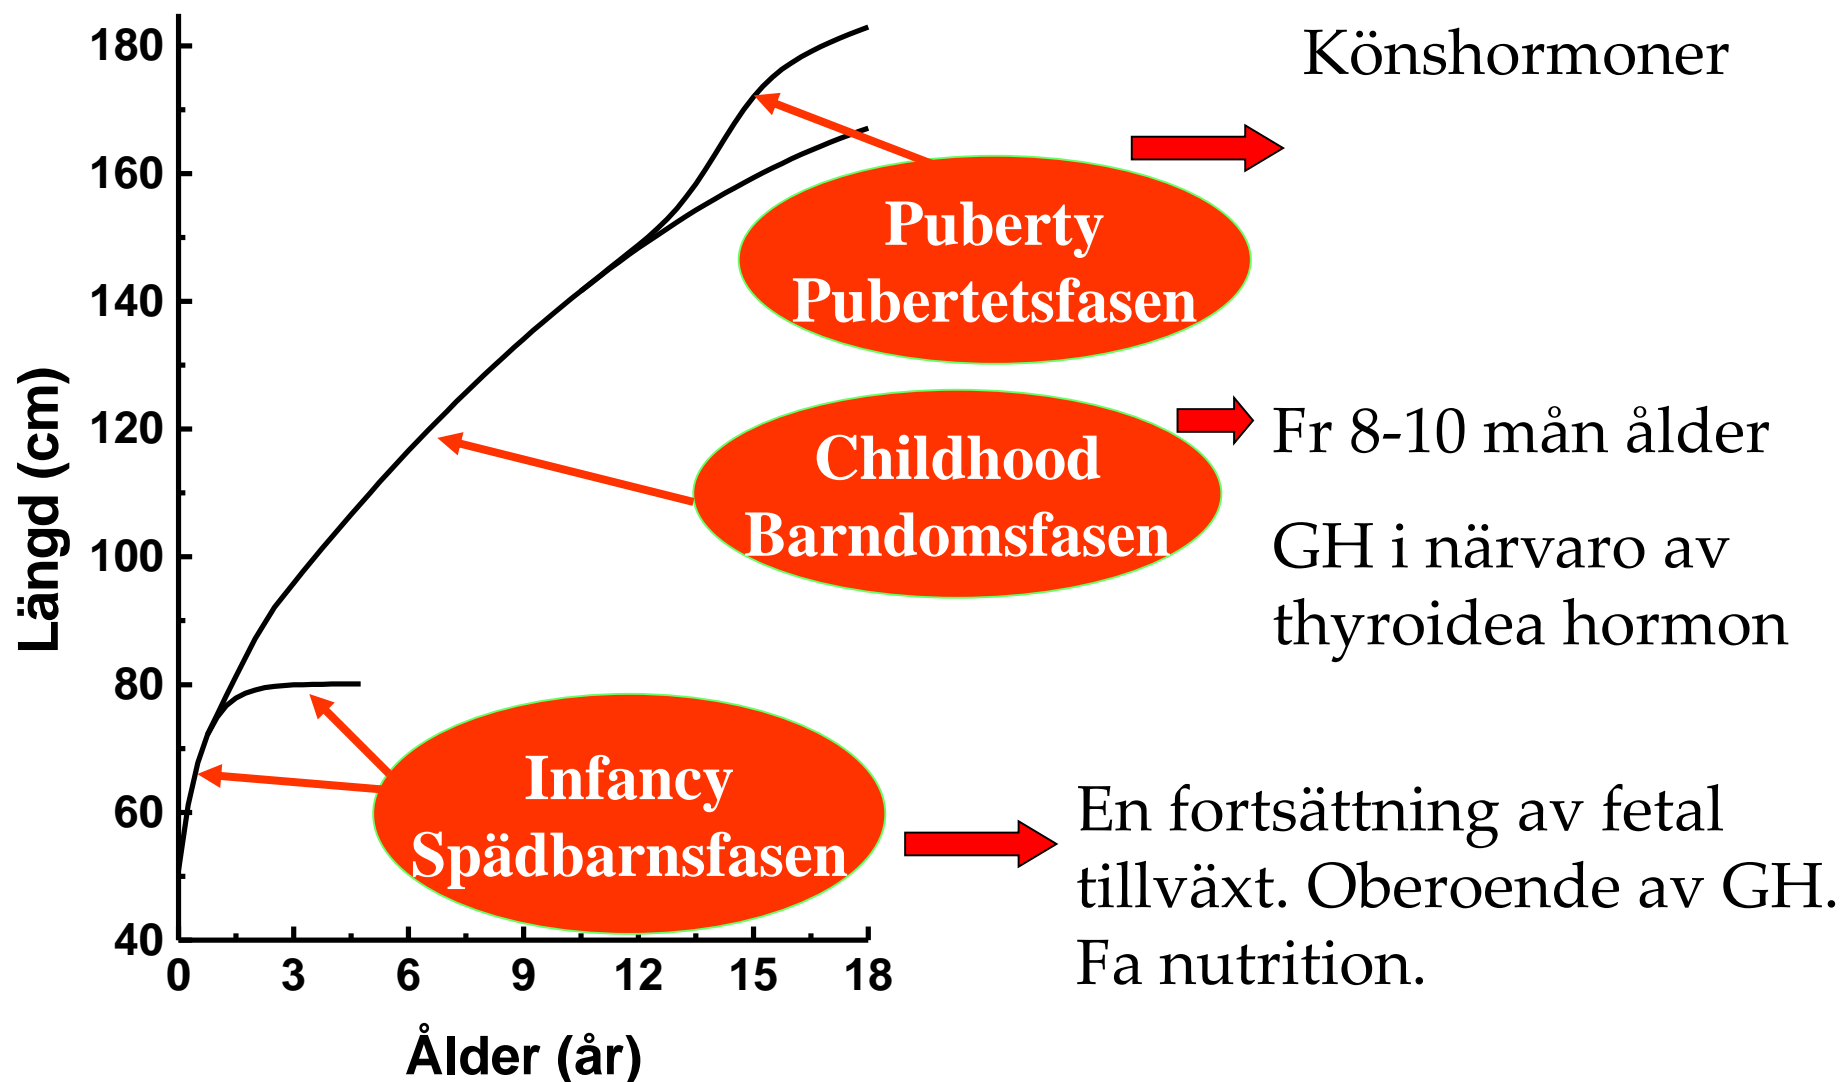 Könshormoner
Puberty
Pubertetsfasen
Childhood
Barndomsfasen
Fr 8-10 mån ålder
GH i närvaro av
thyroidea hormon
Infancy
Spädbarnsfasen
En fortsättning av fetal
tillväxt. Oberoende av GH.
Fa nutrition.
Längd (cm)
180
160
140
120
100
80
60
40
0 3 6 9 12 15 18
Ålder (år)